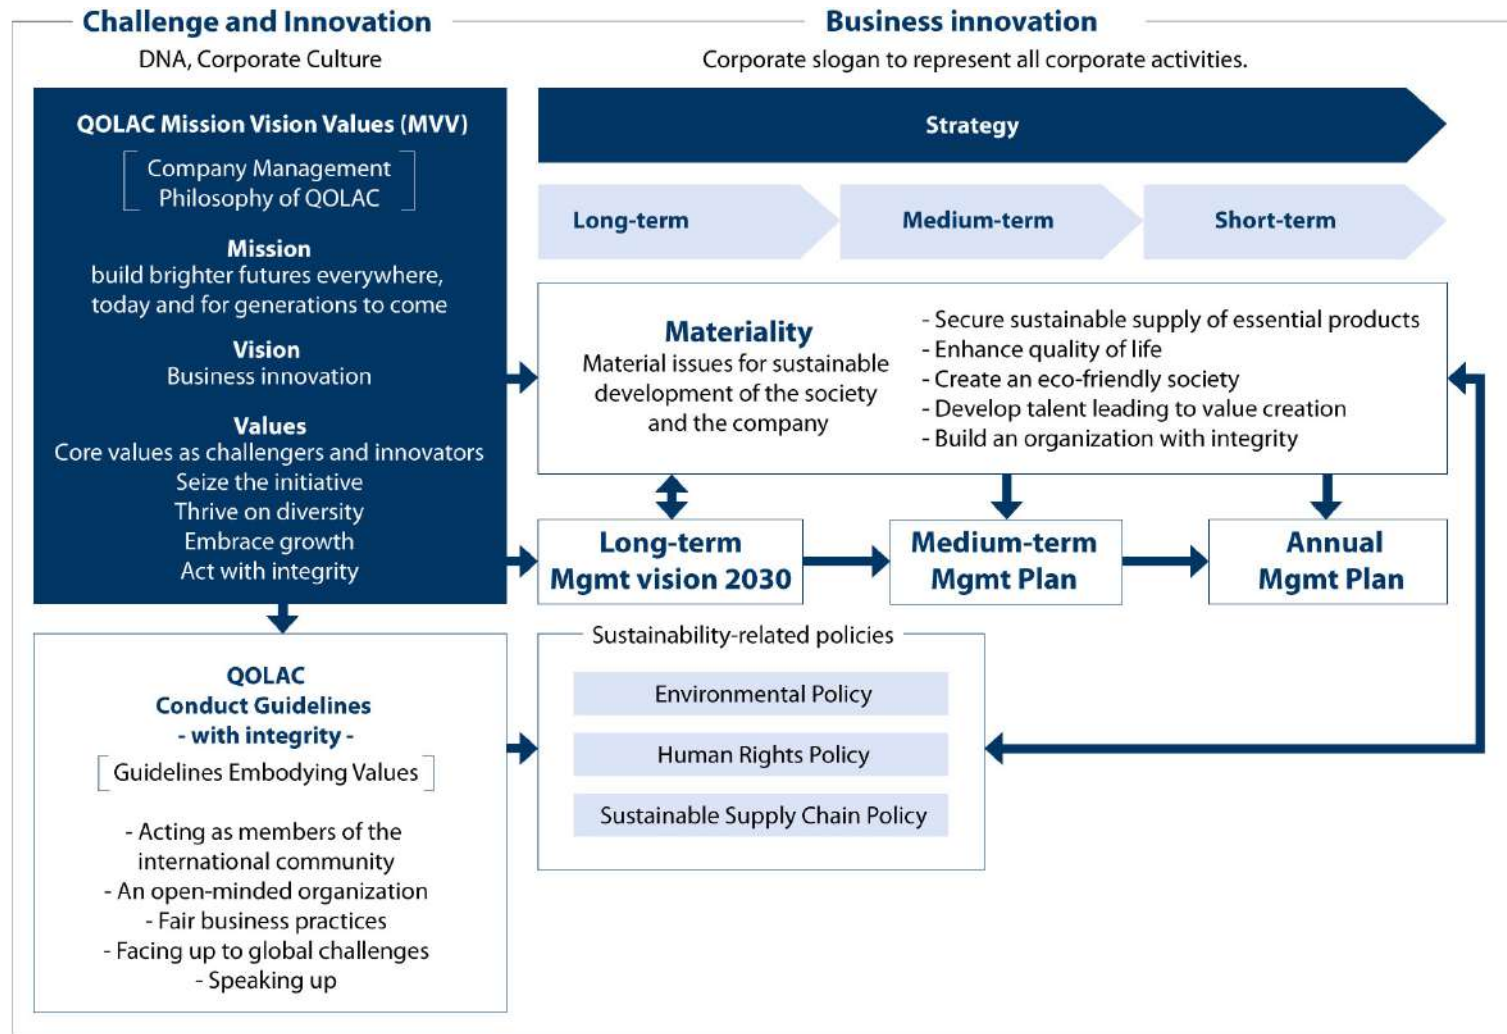 Challenge and Innovation
DNA, Corporate Culture
Business innovation
Corporate slogan to represent all corporate activities.
QOLAC Mission Vision Values (MVV)
Company Management
Philosophy of QOLAC
Mission
build brighter futures everywhere,
today and for generations to come
Vision
Business innovation
Values
Core values as challengers and innovators
Seize the initiative
Thrive on diversity
Embrace growth
Act with integrity
QOLAC
Conduct Guidelines
- with integrity -
Guidelines Embodying Values
- Acting as members of the
international community
- An open-minded organization
- Fair business practices
- Facing up to global challenges
- Speaking up
Strategy
Long-term
Medium-term
Short-term
Materiality
Material issues for sustainable
development of the society
and the company
- Secure sustainable supply of essential products
- Enhance quality of life
- Create an eco-friendly society
- Develop talent leading to value creation
- Build an organization with integrity
Long-term
Mgmt vision 2030
Medium-term
Mgmt Plan
Annual
Mgmt Plan
Sustainability-related policies
Environmental Policy
Human Rights Policy
Sustainable Supply Chain Policy